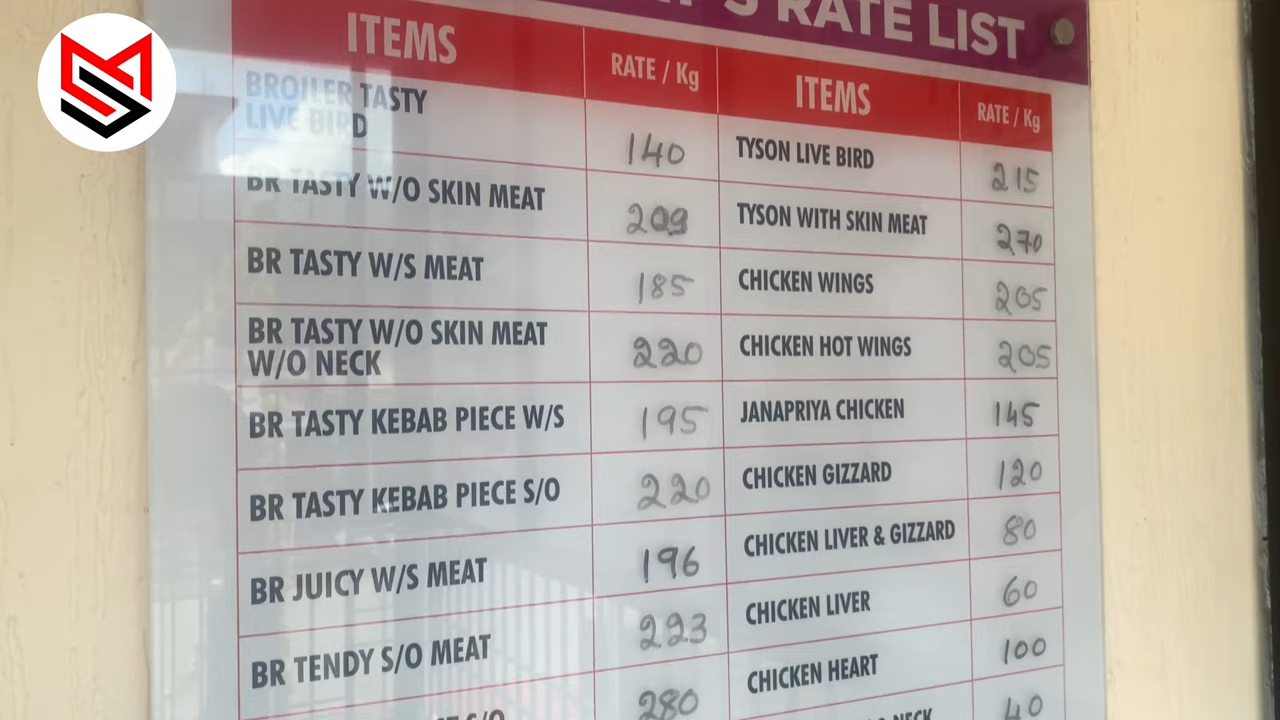 'S RATE LIST
ITEMS RATE / Kg
BROILER TASTY
LIVE BIRD 140
BR TASTY W/O SKIN MEAT 209
BR TASTY W/S MEAT 185
BR TASTY W/O SKIN MEAT
W/O NECK 220
BR TASTY KEBAB PIECE W/S 195
BR TASTY KEBAB PIECE S/O 220
BR JUICY W/S MEAT 196
BR TENDY S/O MEAT 223
S/O 280
ITEMS RATE / Kg
TYSON LIVE BIRD 215
TYSON WITH SKIN MEAT 270
CHICKEN WINGS 205
CHICKEN HOT WINGS 205
JANAPRIYA CHICKEN 145
CHICKEN GIZZARD 120
CHICKEN LIVER & GIZZARD 80
CHICKEN LIVER 60
CHICKEN HEART 100
NECK 40